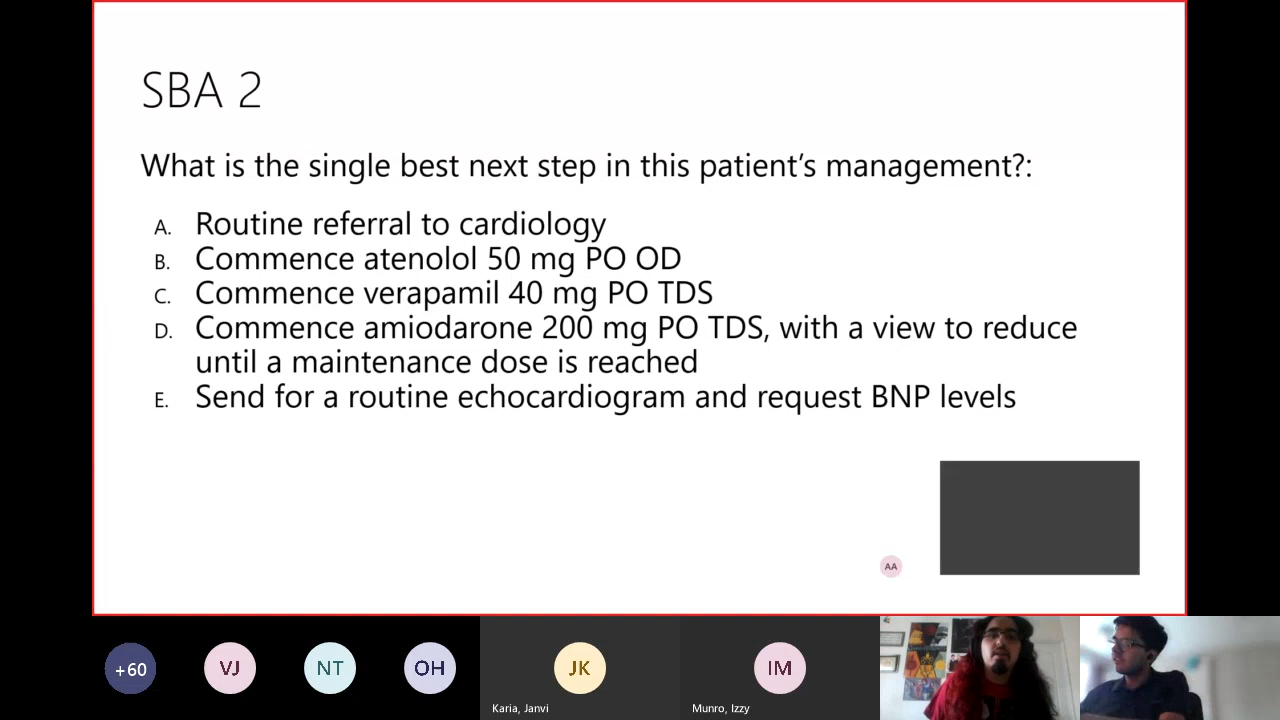 SBA 2
What is the single best next step in this patient's management?:
A. Routine referral to cardiology
B. Commence atenolol 50 mg PO OD
C. Commence verapamil 40 mg PO TDS
D. Commence amiodarone 200 mg PO TDS, with a view to reduce
until a maintenance dose is reached
E. Send for a routine echocardiogram and request BNP levels
AA
+60
VJ
NT
OH
JK
IM
Karia, Janvi
Munro, Izzy